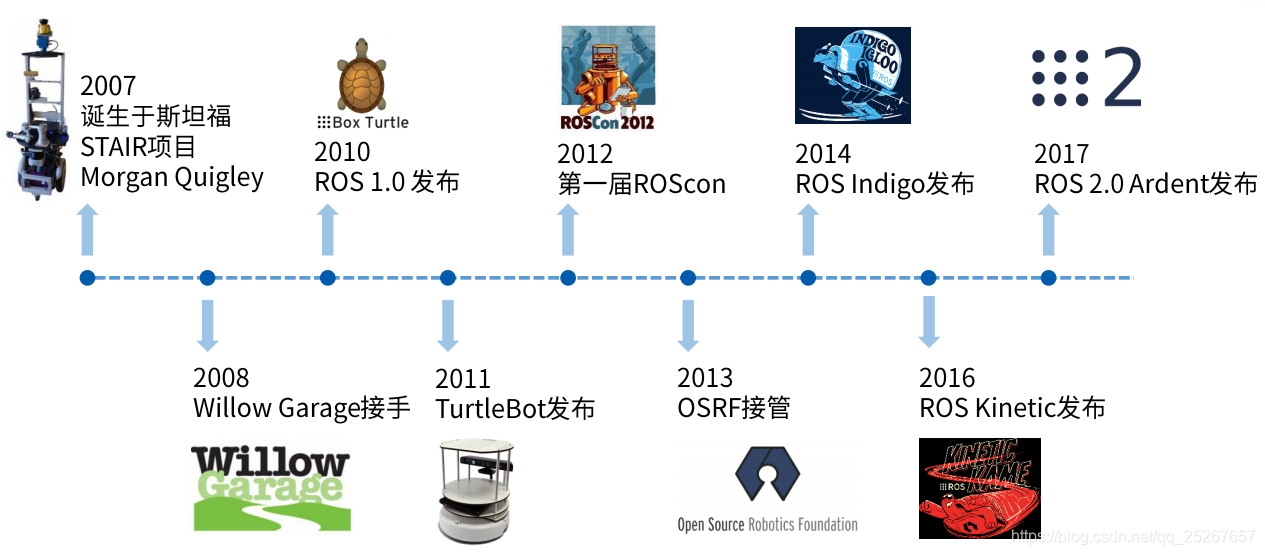 2007
诞生于斯坦福
STAIR项目
Morgan Quigley
Box Turtle
2010
ROS 1.0 发布
ROSCon 2012
2012
第一届ROScon
INDIGO
IGLOO
ROS
2014
ROS Indigo发布
2
2017
ROS 2.0 Ardent发布
2008
Willow Garage接手
Willow
Garage
2011
TurtleBot发布
2013
OSRF接管
Open Source Robotics Foundation
2016
ROS Kinetic发布
KINETIC
KAME
ROS
https://blog.csdn.net/qq_25267657